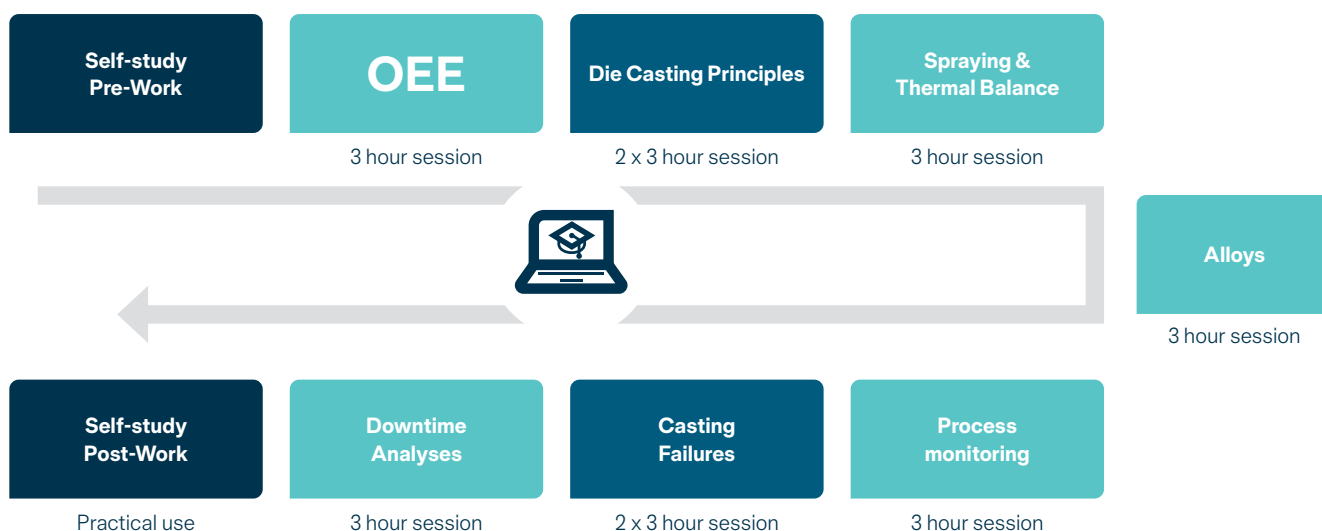 Self-study
Pre-Work
OEE
3 hour session
Die Casting Principles
2 x 3 hour session
Spraying &
Thermal Balance
3 hour session
Alloys
3 hour session
Process
monitoring
3 hour session
Casting
Failures
2 x 3 hour session
Downtime
Analyses
3 hour session
Self-study
Post-Work
Practical use